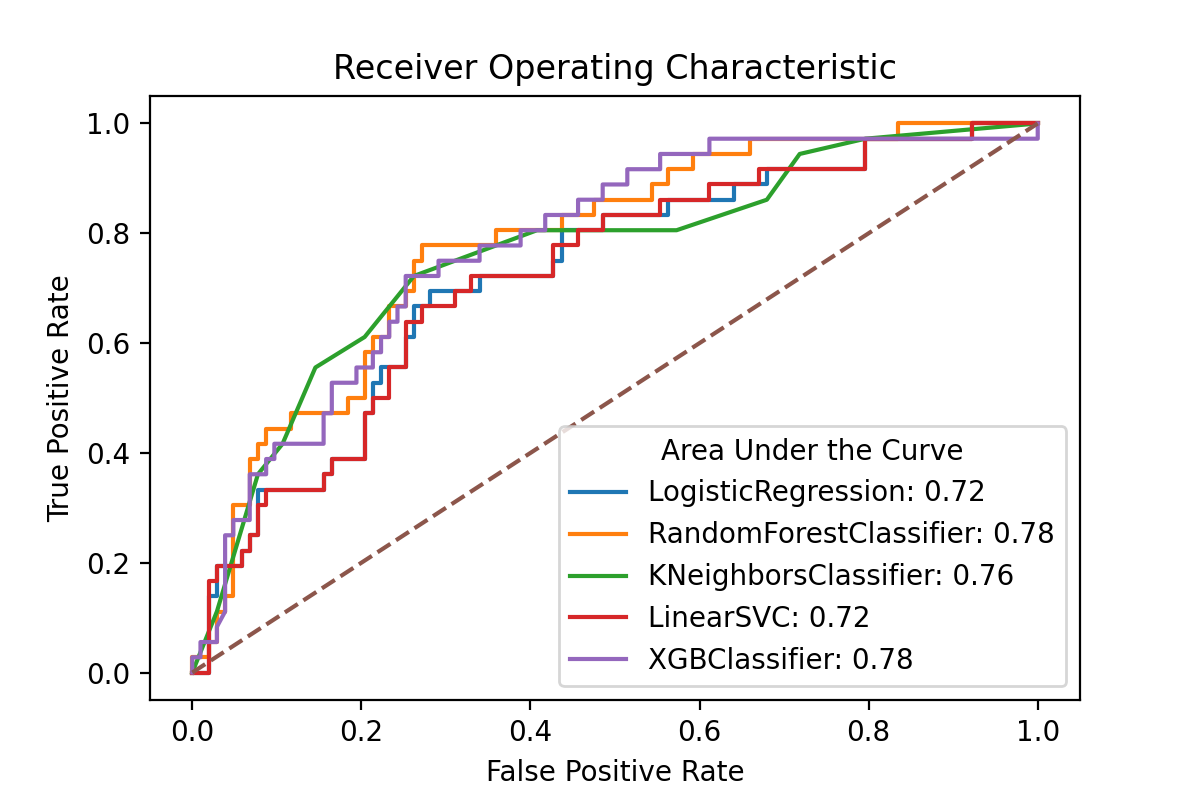 Receiver Operating Characteristic
1.0
0.8
0.6
0.4
0.2
0.0
True Positive Rate
Area Under the Curve
LogisticRegression: 0.72
RandomForestClassifier: 0.78
KNeighborsClassifier: 0.76
LinearSVC: 0.72
XGBClassifier: 0.78
0.0 0.2 0.4 0.6 0.8 1.0
False Positive Rate